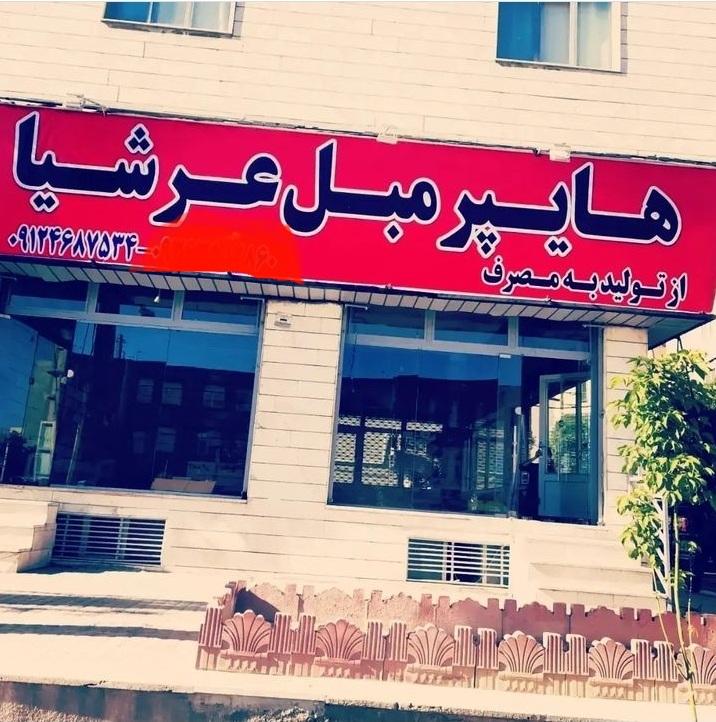 هایپر مبل عرشیا
از تولید به مصرف
۰۹۱۲۴۶۸۷۵۳۴-